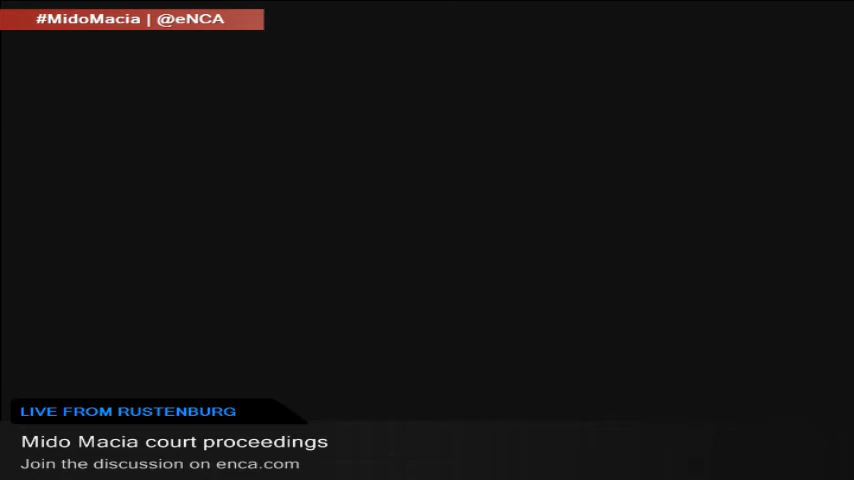 #MidoMacia | @eNCA
LIVE FROM RUSTENBURG
Mido Macia court proceedings
Join the discussion on enca.com